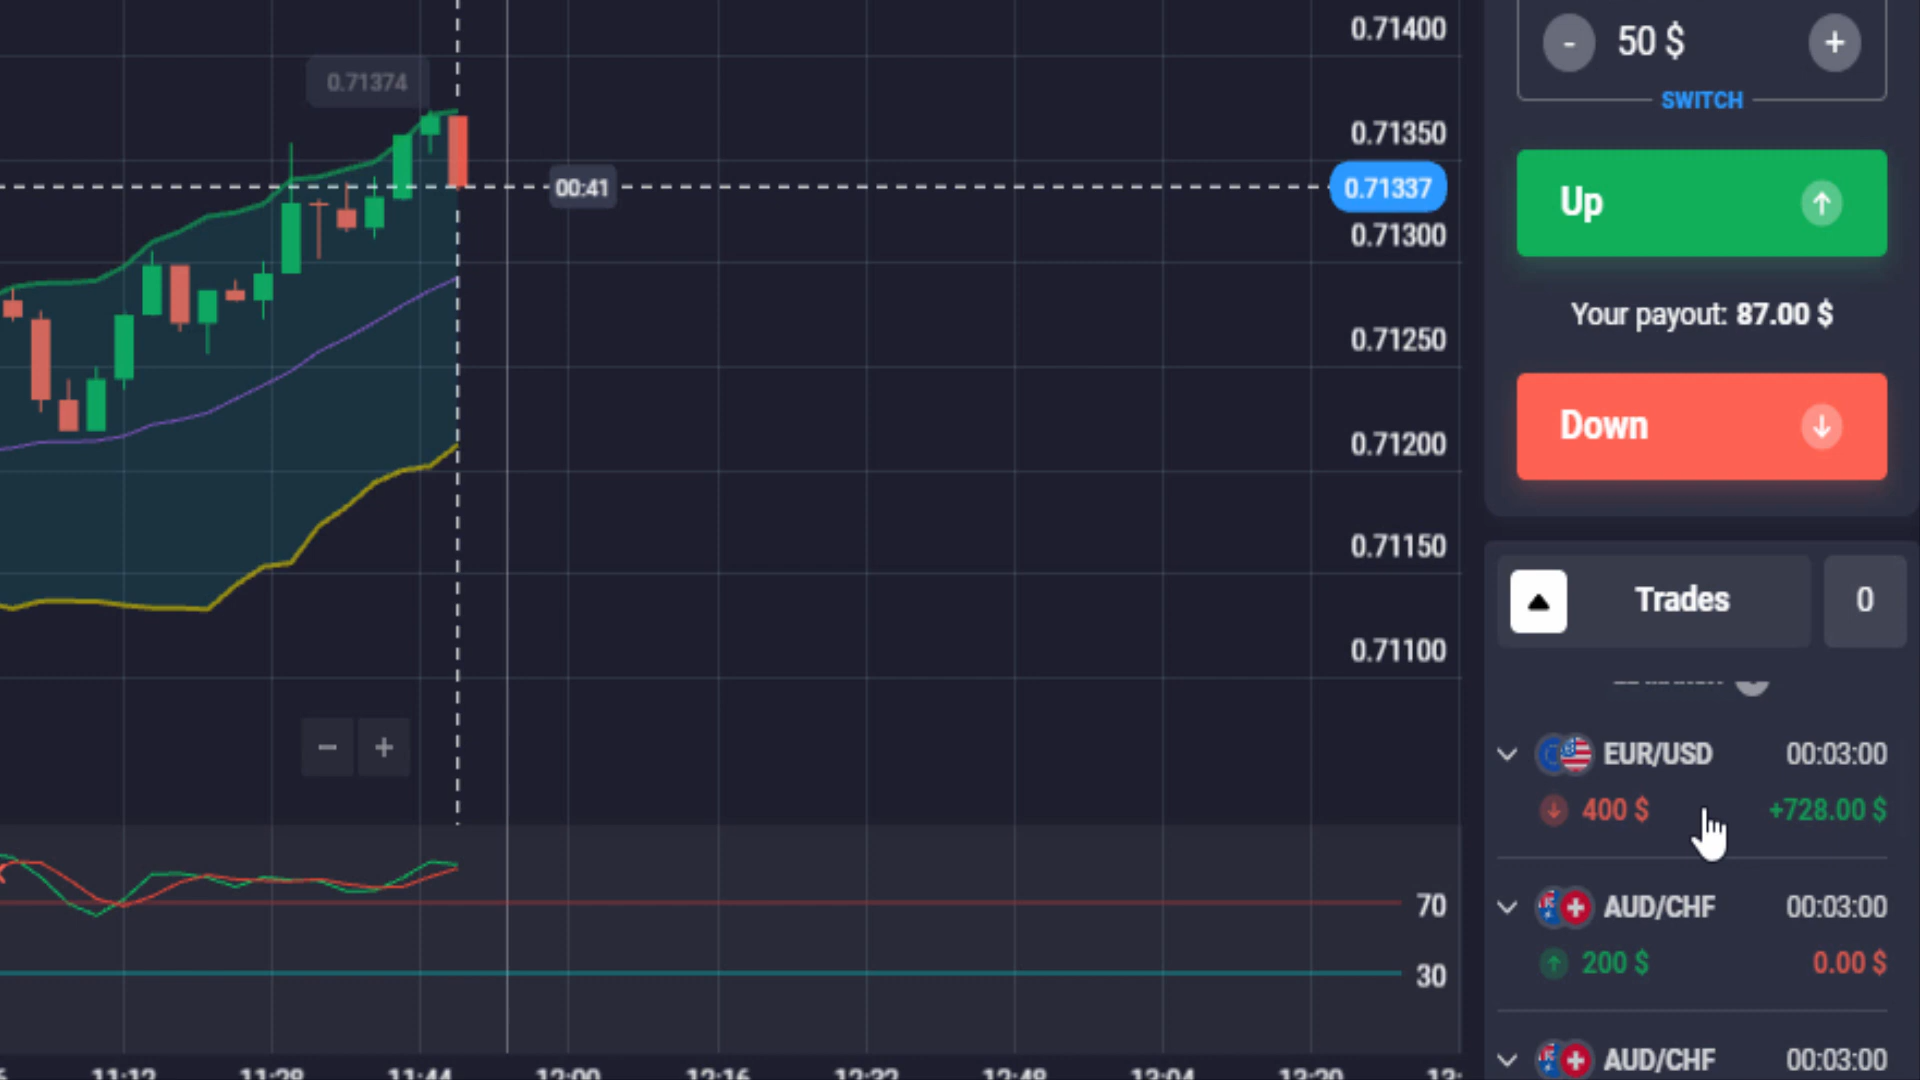 0.71400
- 50 $ +
SWITCH
0.71374
0.71350
00:41
0.71337
Up
0.71300
Your payout: 87.00 $
0.71250
Down
0.71200
0.71150
Trades 0
0.71100
− +
EUR/USD 00:03:00
400 $ +728.00 $
70
AUD/CHF 00:03:00
200 $ 0.00 $
30
AUD/CHF 00:03:00
11:12 11:28 11:44 12:00 12:16 12:32 12:48 13:04 13:20